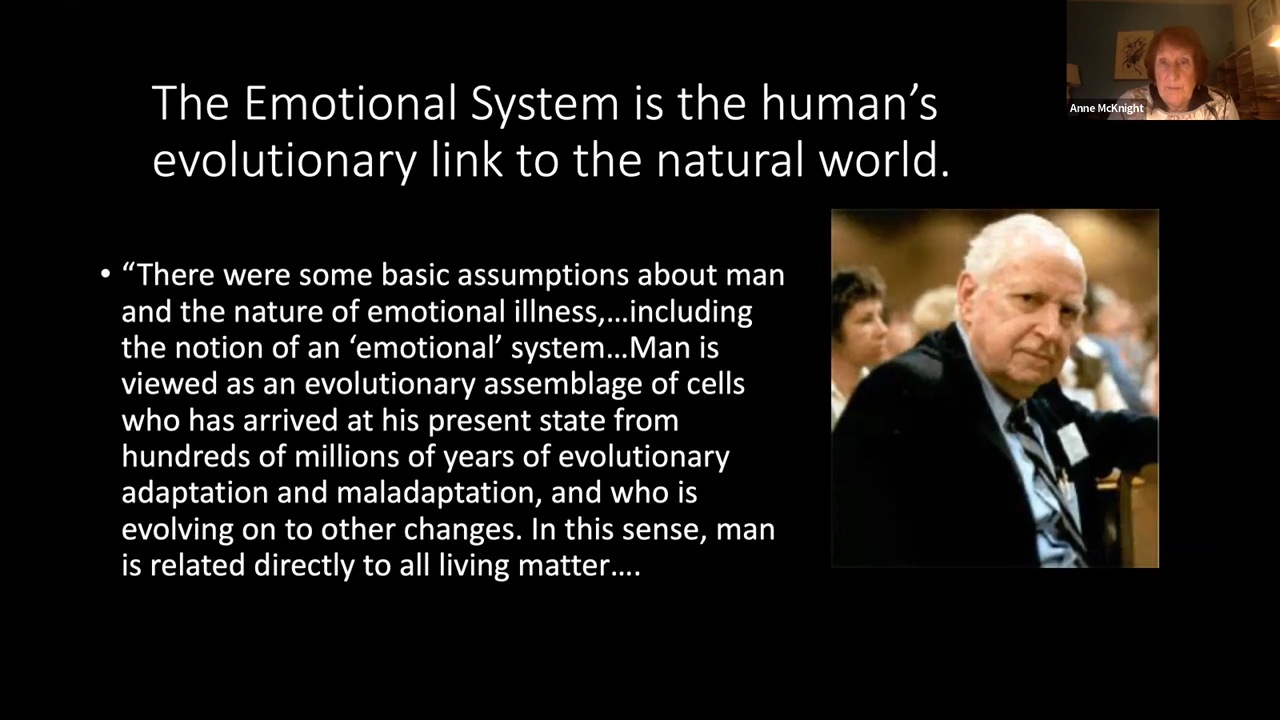 The Emotional System is the human’s
evolutionary link to the natural world.
Anne McKnight
• “There were some basic assumptions about man
and the nature of emotional illness,…including
the notion of an ‘emotional’ system…Man is
viewed as an evolutionary assemblage of cells
who has arrived at his present state from
hundreds of millions of years of evolutionary
adaptation and maladaptation, and who is
evolving on to other changes. In this sense, man
is related directly to all living matter….